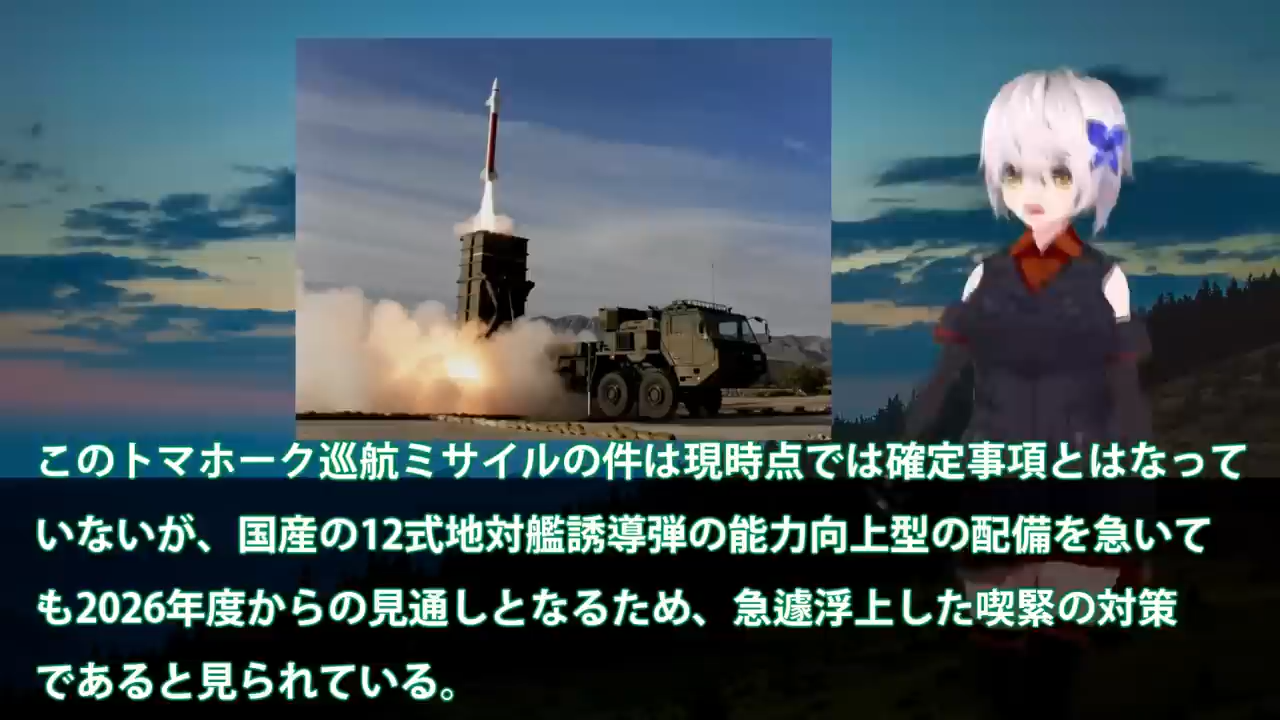 このトマホーク巡航ミサイルの件は現時点では確定事項とはなって
いないが、国産の12式地対艦誘導弾の能力向上型の配備を急いて
も2026年度からの見通しとなるため、急遽浮上した喫緊の対策
であると見られている。